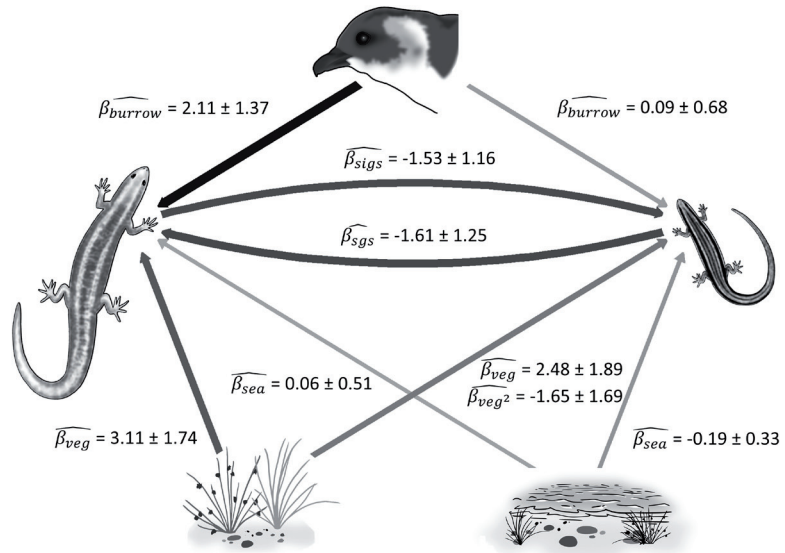 β̂burrow = 2.11 ± 1.37
β̂burrow = 0.09 ± 0.68
β̂sigs = -1.53 ± 1.16
β̂sgs = -1.61 ± 1.25
β̂sea = 0.06 ± 0.51
β̂veg = 2.48 ± 1.89
β̂veg² = -1.65 ± 1.69
β̂veg = 3.11 ± 1.74
β̂sea = -0.19 ± 0.33